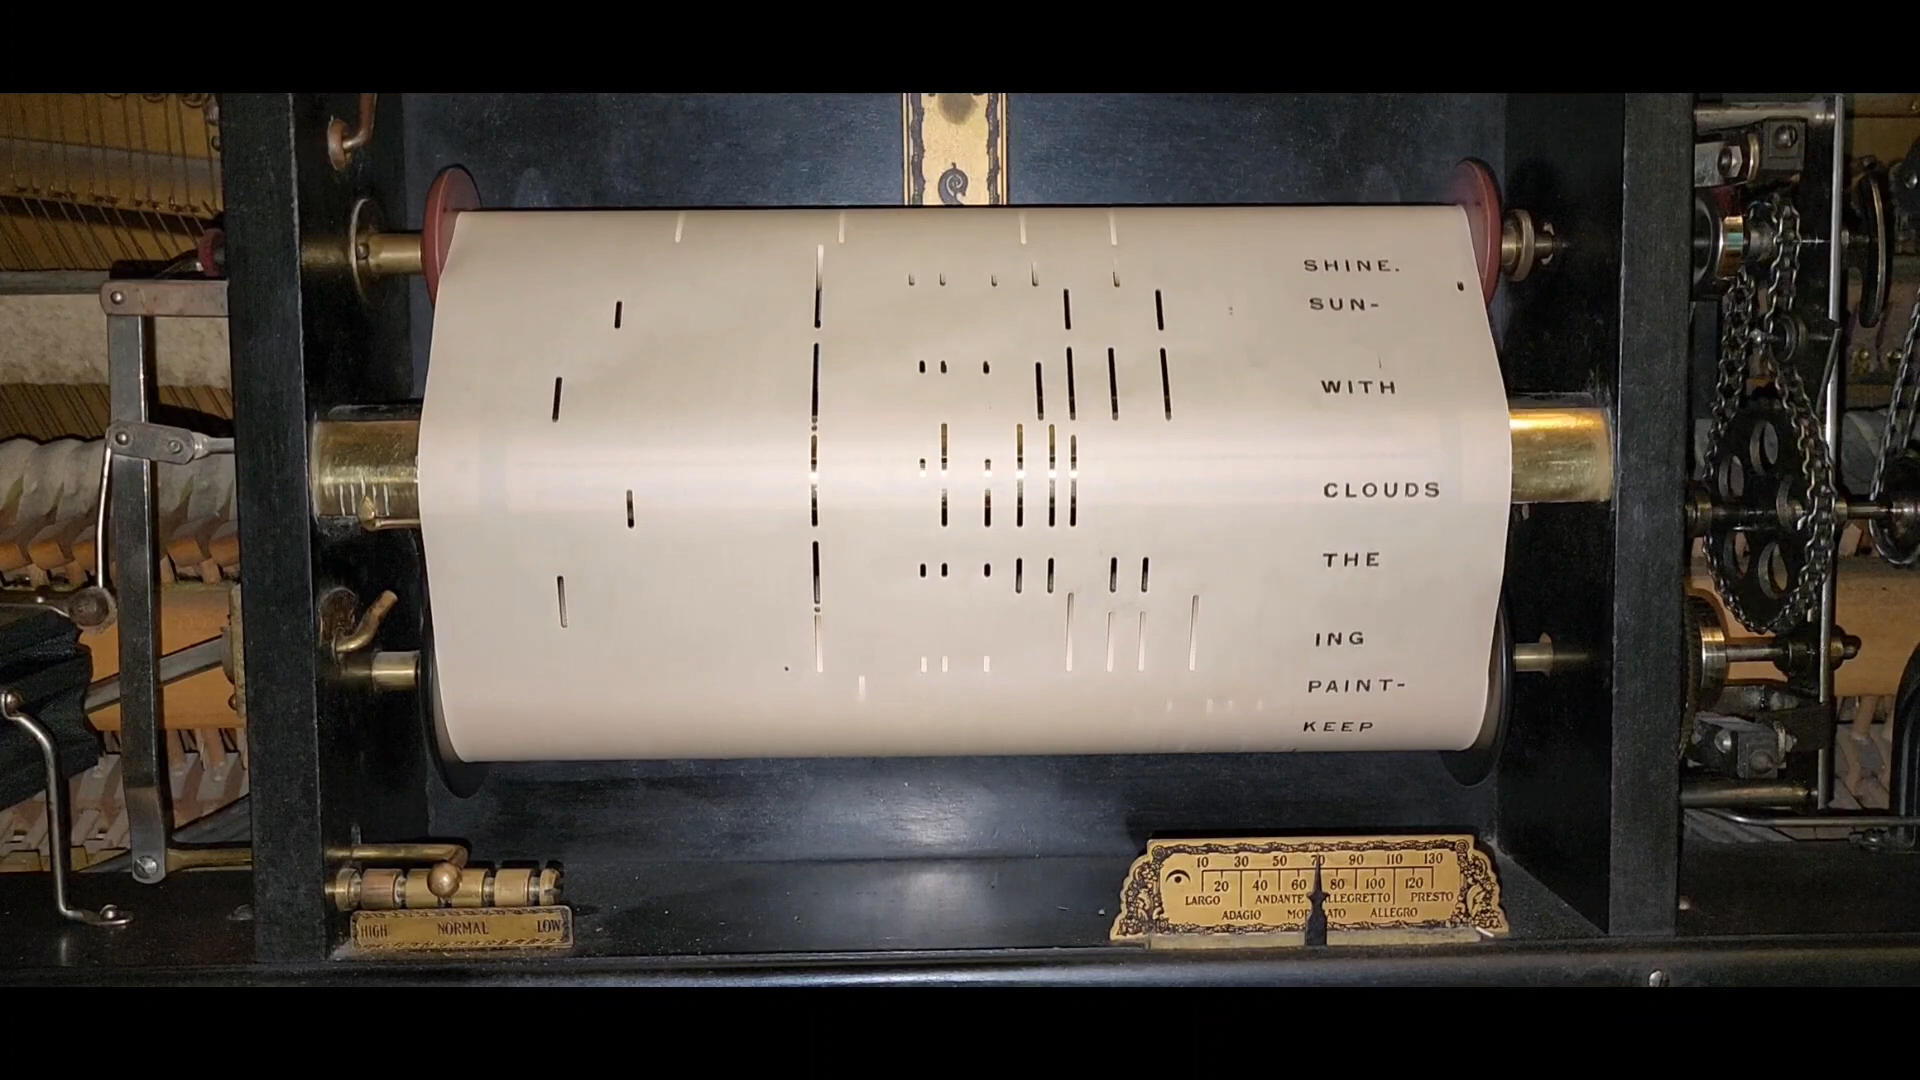 SHINE.
SUN-
WITH
CLOUDS
THE
ING
PAINT-
KEEP
HIGH NORMAL LOW
10 30 50 70 90 110 130
20 40 60 80 100 120
LARGO ANDANTE ALLEGRETTO PRESTO
ADAGIO ALLEGRO